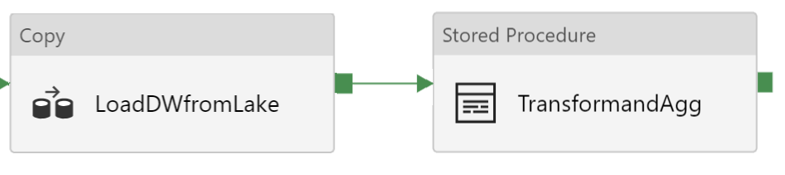 Copy
LoadDWfromLake
Stored Procedure
TransformandAgg